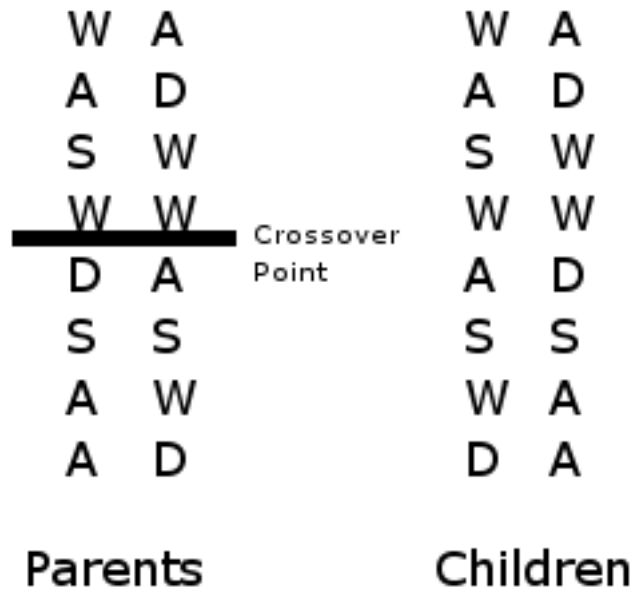 W A W A
A D A D
S W S W
W W W W
Crossover
Point
D A A D
S S S S
A W W A
A D D A
Parents Children